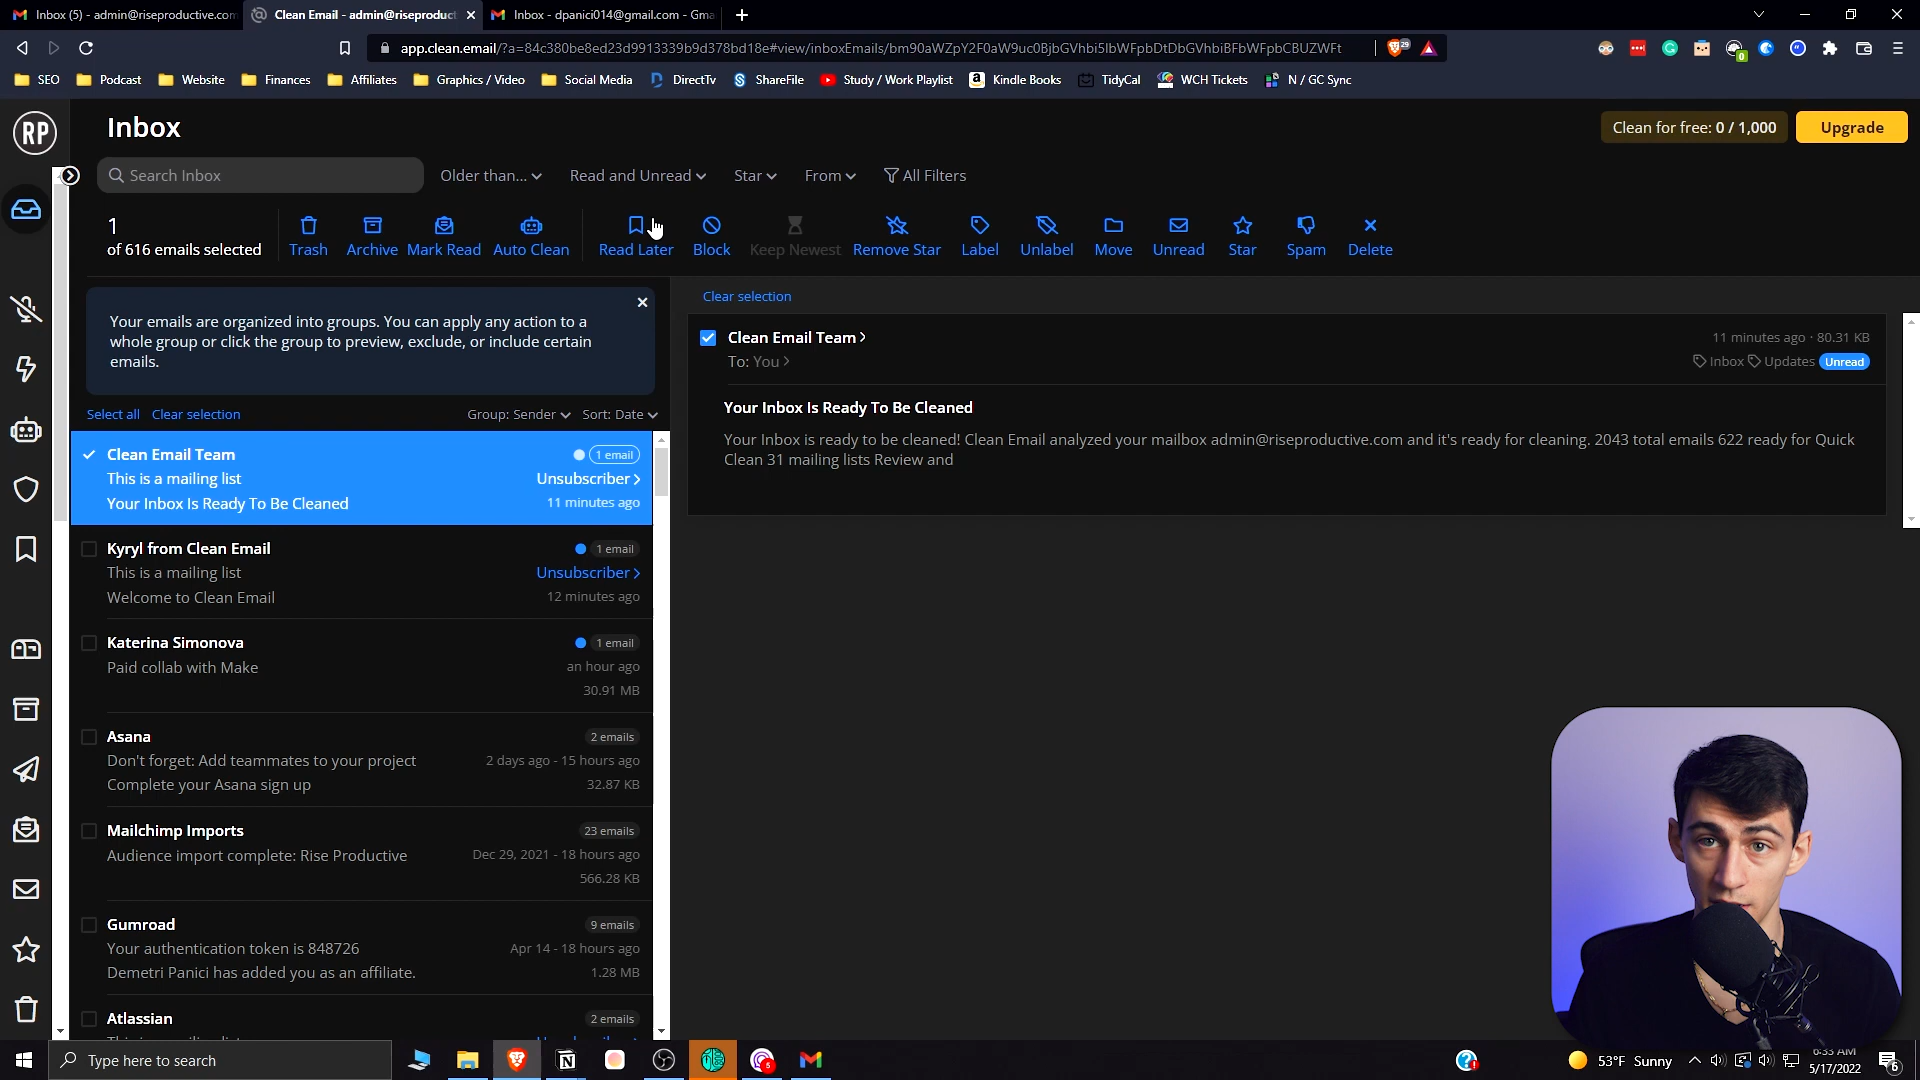 Inbox (5) - admin@riseproductive.com
Clean Email - admin@riseproduct
Inbox - dpanici014@gmail.com - Gma
app.clean.email/?a=84c380be8ed23d9913339b9d378bd18e#view/inboxEmails/bm90aWZpY2F0aW9uc0BjbGVhbi5lbWFpbDtDbGVhbiBFbWFpbCBUZWFt
29
0
SEO Podcast Website Finances Affiliates Graphics / Video Social Media DirectTv ShareFile Study / Work Playlist Kindle Books TidyCal WCH Tickets N / GC Sync
RP
Inbox
Clean for free: 0 / 1,000
Upgrade
Search Inbox
Older than... Read and Unread Star From All Filters
1
of 616 emails selected
Trash Archive Mark Read Auto Clean Read Later Block Keep Newest Remove Star Label Unlabel Move Unread Star Spam Delete
Your emails are organized into groups. You can apply any action to a
whole group or click the group to preview, exclude, or include certain
emails.
Select all Clear selection Group: Sender Sort: Date
Clean Email Team 1 email
This is a mailing list Unsubscriber
Your Inbox Is Ready To Be Cleaned 11 minutes ago
Kyryl from Clean Email 1 email
This is a mailing list Unsubscriber
Welcome to Clean Email 12 minutes ago
Katerina Simonova 1 email
Paid collab with Make an hour ago
30.91 MB
Asana 2 emails
Don't forget: Add teammates to your project 2 days ago - 15 hours ago
Complete your Asana sign up 32.87 KB
Mailchimp Imports 23 emails
Audience import complete: Rise Productive Dec 29, 2021 - 18 hours ago
566.28 KB
Gumroad 9 emails
Your authentication token is 848726 Apr 14 - 18 hours ago
Demetri Panici has added you as an affiliate. 1.28 MB
Atlassian 2 emails
Clear selection
Clean Email Team 11 minutes ago · 80.31 KB
To: You Inbox Updates Unread
Your Inbox Is Ready To Be Cleaned
Your Inbox is ready to be cleaned! Clean Email analyzed your mailbox admin@riseproductive.com and it's ready for cleaning. 2043 total emails 622 ready for Quick
Clean 31 mailing lists Review and
Type here to search
5
53°F Sunny
6:33 AM
5/17/2022
6